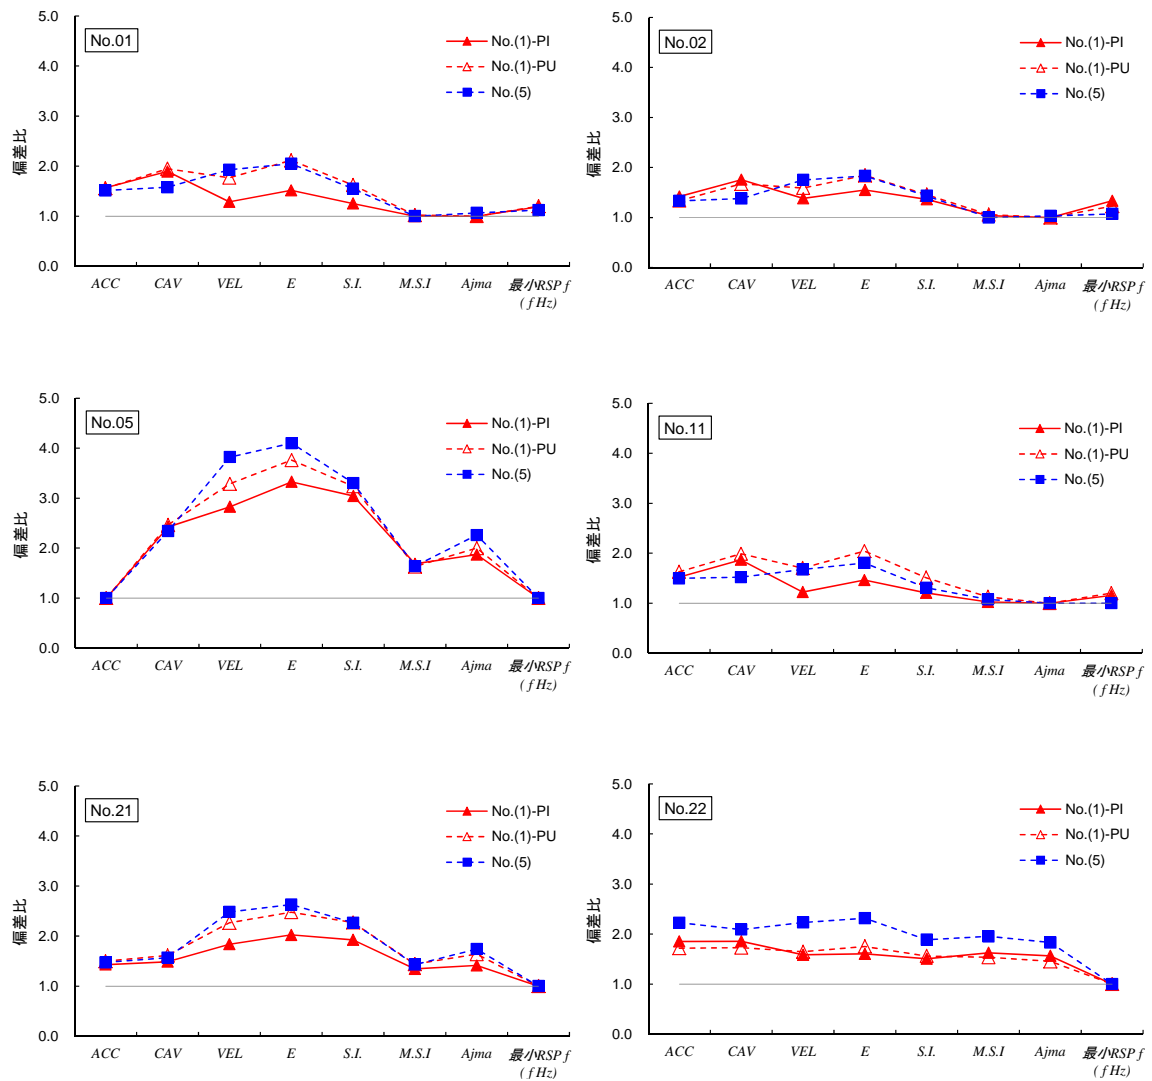 5.0
4.0
3.0
2.0
1.0
0.0
偏差比
No.01
No.(1)-PI
No.(1)-PU
No.(5)
ACC CAV VEL E S.I. M.S.I Ajma 最小RSP f
( f Hz)
5.0
4.0
3.0
2.0
1.0
0.0
偏差比
No.02
No.(1)-PI
No.(1)-PU
No.(5)
ACC CAV VEL E S.I. M.S.I Ajma 最小RSP f
( f Hz)
5.0
4.0
3.0
2.0
1.0
0.0
偏差比
No.05
No.(1)-PI
No.(1)-PU
No.(5)
ACC CAV VEL E S.I. M.S.I Ajma 最小RSP f
( f Hz)
5.0
4.0
3.0
2.0
1.0
0.0
偏差比
No.11
No.(1)-PI
No.(1)-PU
No.(5)
ACC CAV VEL E S.I. M.S.I Ajma 最小RSP f
( f Hz)
5.0
4.0
3.0
2.0
1.0
0.0
偏差比
No.21
No.(1)-PI
No.(1)-PU
No.(5)
ACC CAV VEL E S.I. M.S.I Ajma 最小RSP f
( f Hz)
5.0
4.0
3.0
2.0
1.0
0.0
偏差比
No.22
No.(1)-PI
No.(1)-PU
No.(5)
ACC CAV VEL E S.I. M.S.I Ajma 最小RSP f
( f Hz)